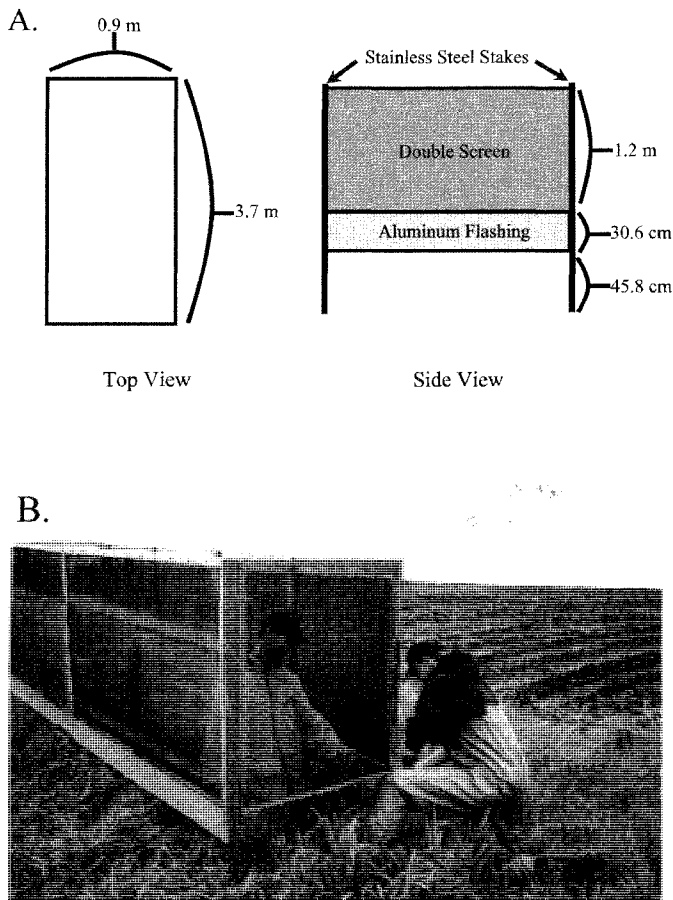 A.
0.9 m
3.7 m
Top View
Stainless Steel Stakes
Double Screen
1.2 m
Aluminum Flashing
30.6 cm
45.8 cm
Side View
B.